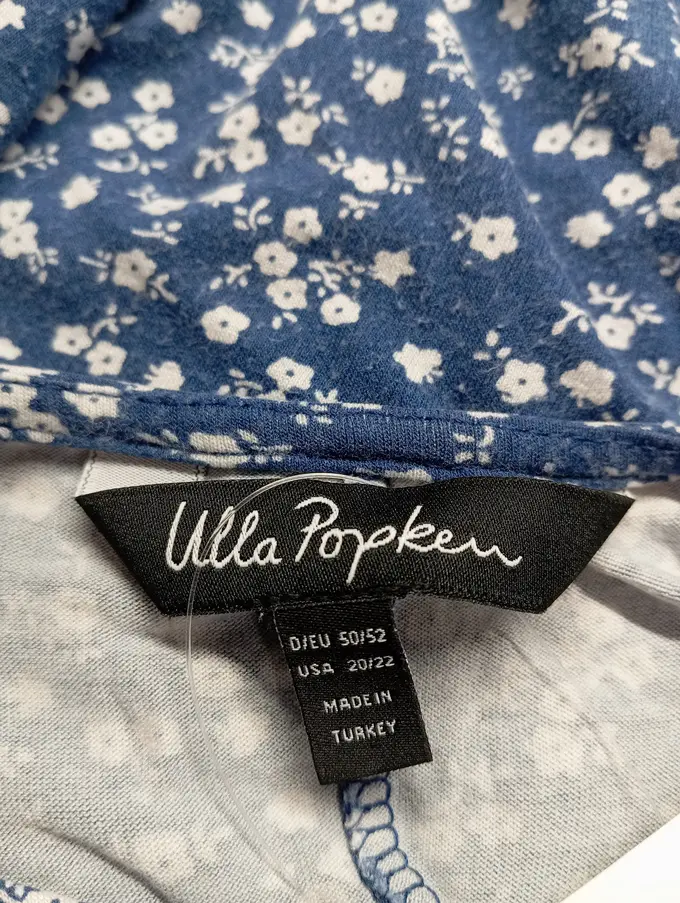 Ulla Popken
D/EU 50/52
USA 20/22
MADE IN
TURKEY